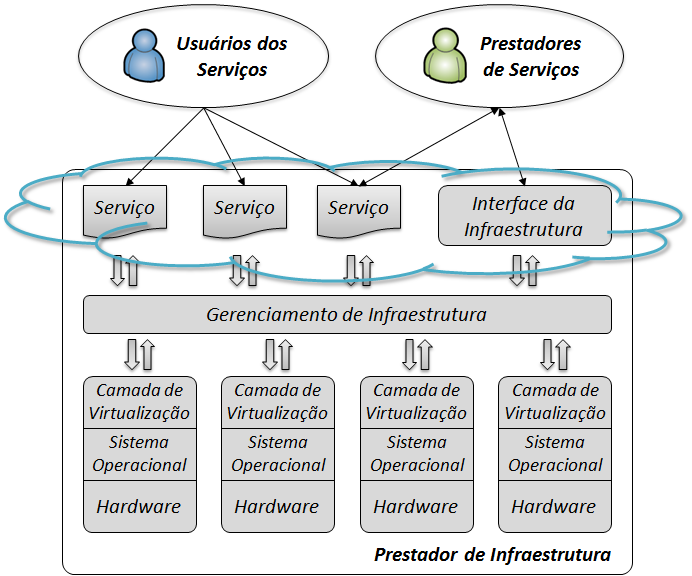 Usuários dos
Serviços
Prestadores
de Serviços
Serviço
Serviço
Serviço
Interface da
Infraestrutura
Gerenciamento de Infraestrutura
Camada de
Virtualização
Sistema
Operacional
Hardware
Camada de
Virtualização
Sistema
Operacional
Hardware
Camada de
Virtualização
Sistema
Operacional
Hardware
Camada de
Virtualização
Sistema
Operacional
Hardware
Prestador de Infraestrutura